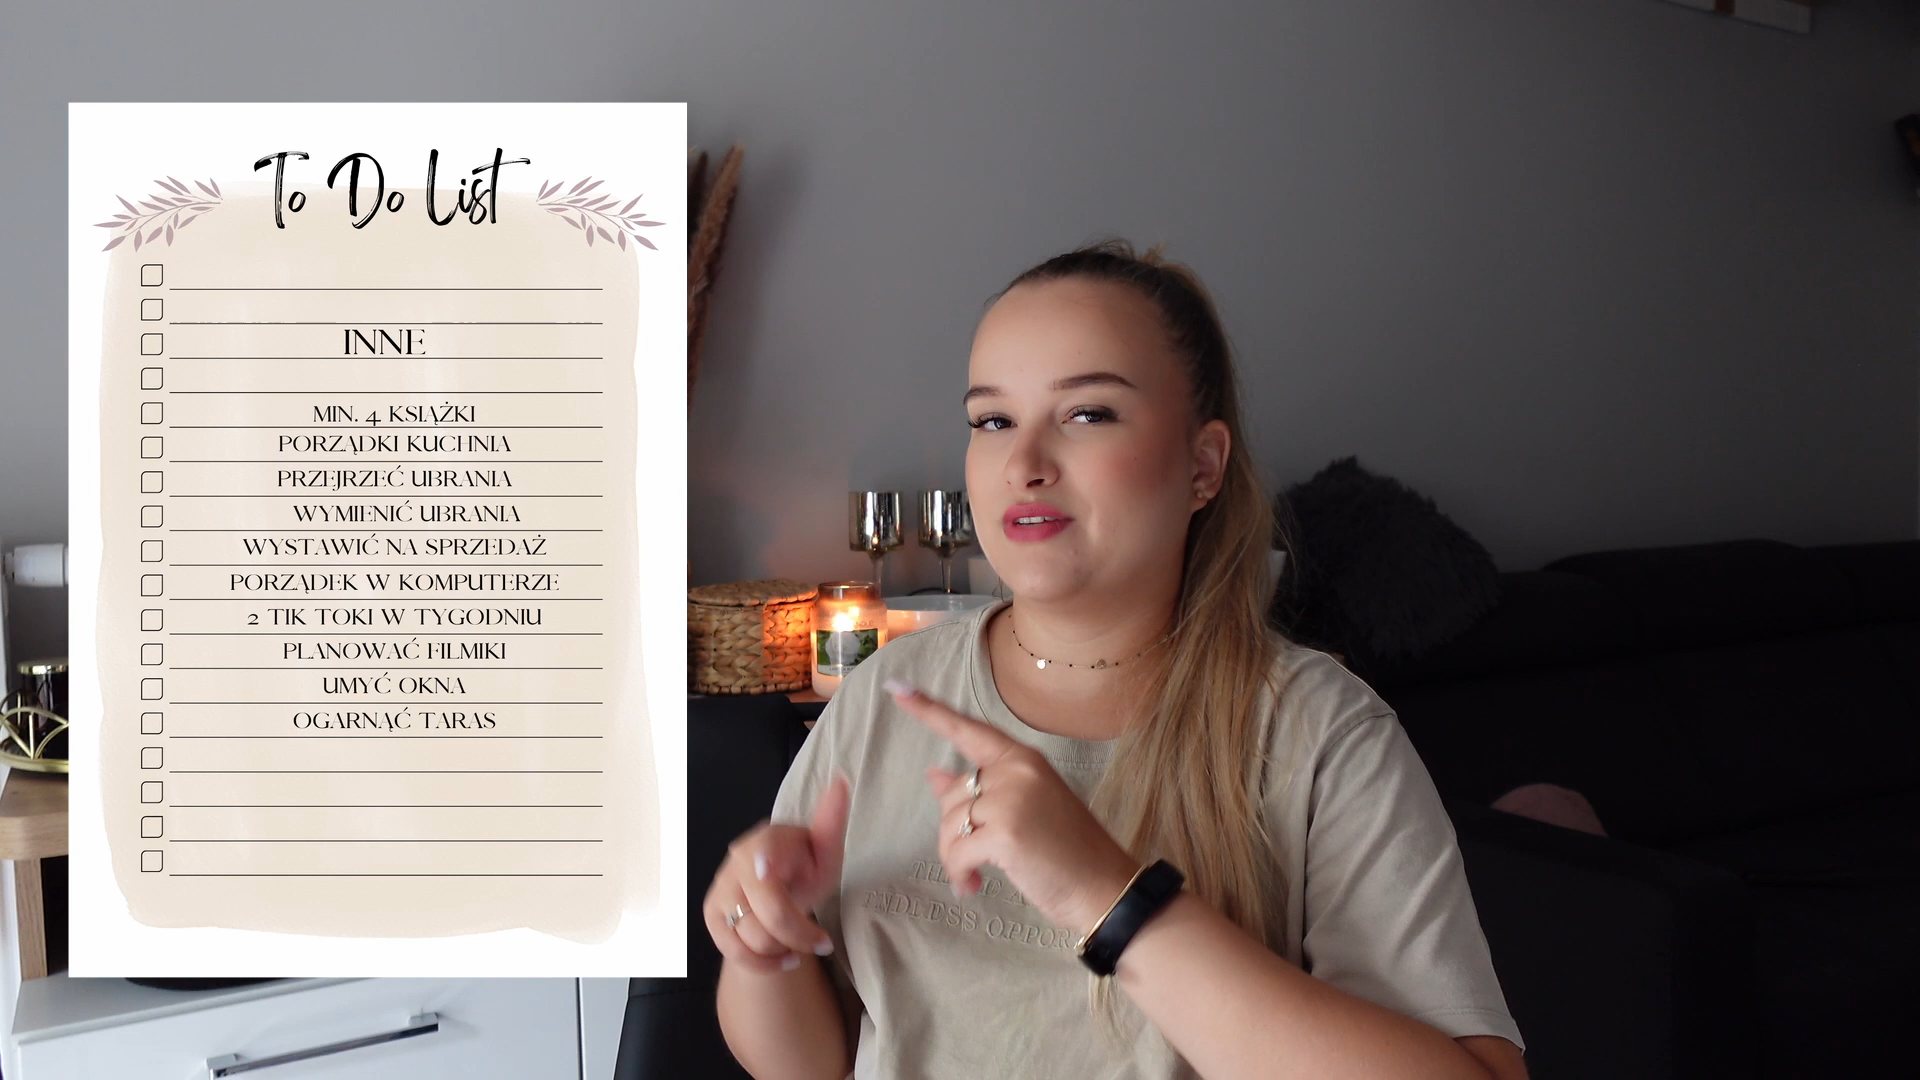 To Do List
INNE
MIN. 4 KSIĄŻKI
PORZĄDKI KUCHNIA
PRZEJRZEĆ UBRANIA
WYMIENIĆ UBRANIA
WYSTAWIĆ NA SPRZEDAŻ
PORZĄDEK W KOMPUTERZE
2 TIK TOKI W TYGODNIU
PLANOWAĆ FILMIKI
UMYĆ OKNA
OGARNĄĆ TARAS
ENDLESS